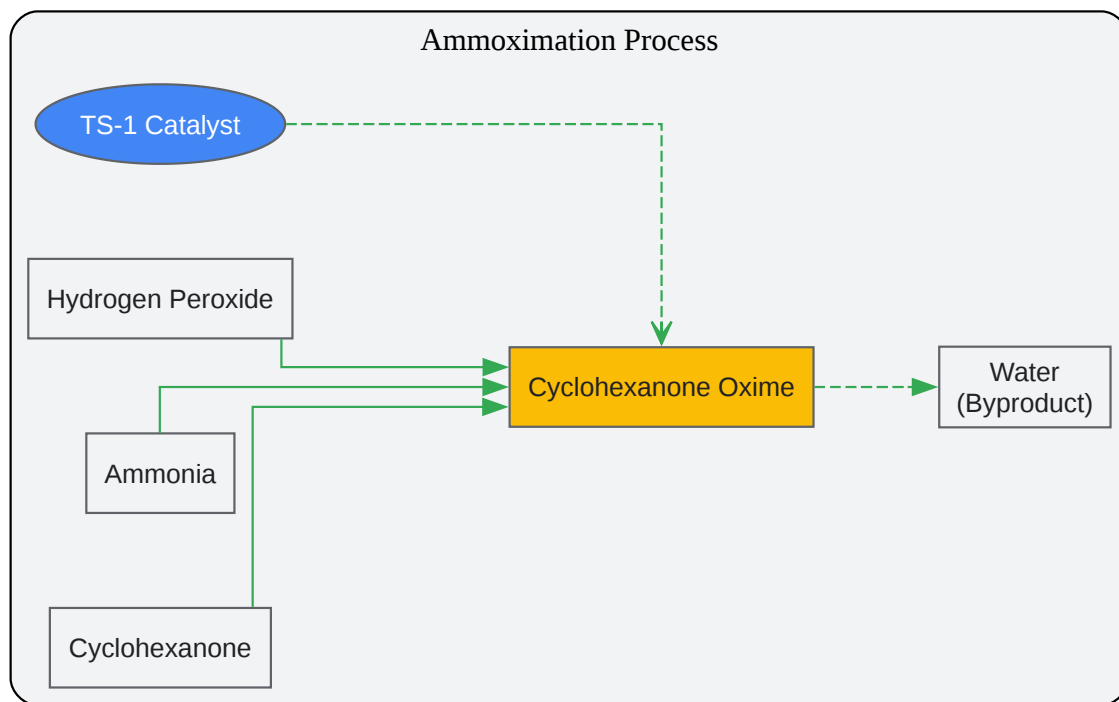 Ammoximation Process
TS-1 Catalyst
Hydrogen Peroxide
Ammonia
Cyclohexanone
Cyclohexanone Oxime
Water
(Byproduct)